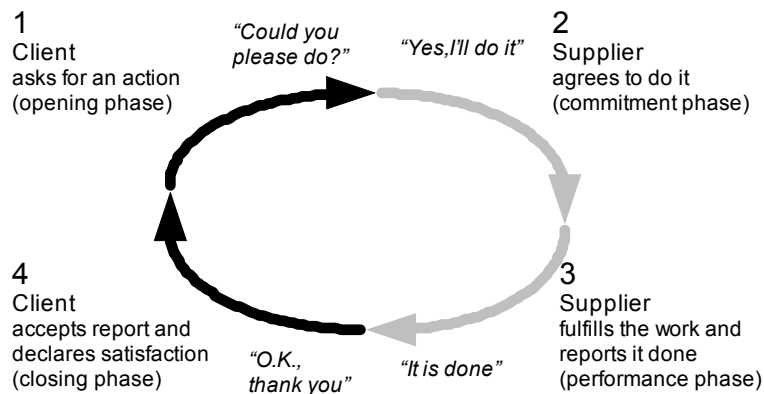 1
Client
asks for an action
(opening phase)
“Could you
please do?”
“Yes,I’ll do it”
2
Supplier
agrees to do it
(commitment phase)
4
Client
accepts report and
declares satisfaction
(closing phase)
“O.K.,
thank you”
“It is done”
3
Supplier
fulfills the work and
reports it done
(performance phase)